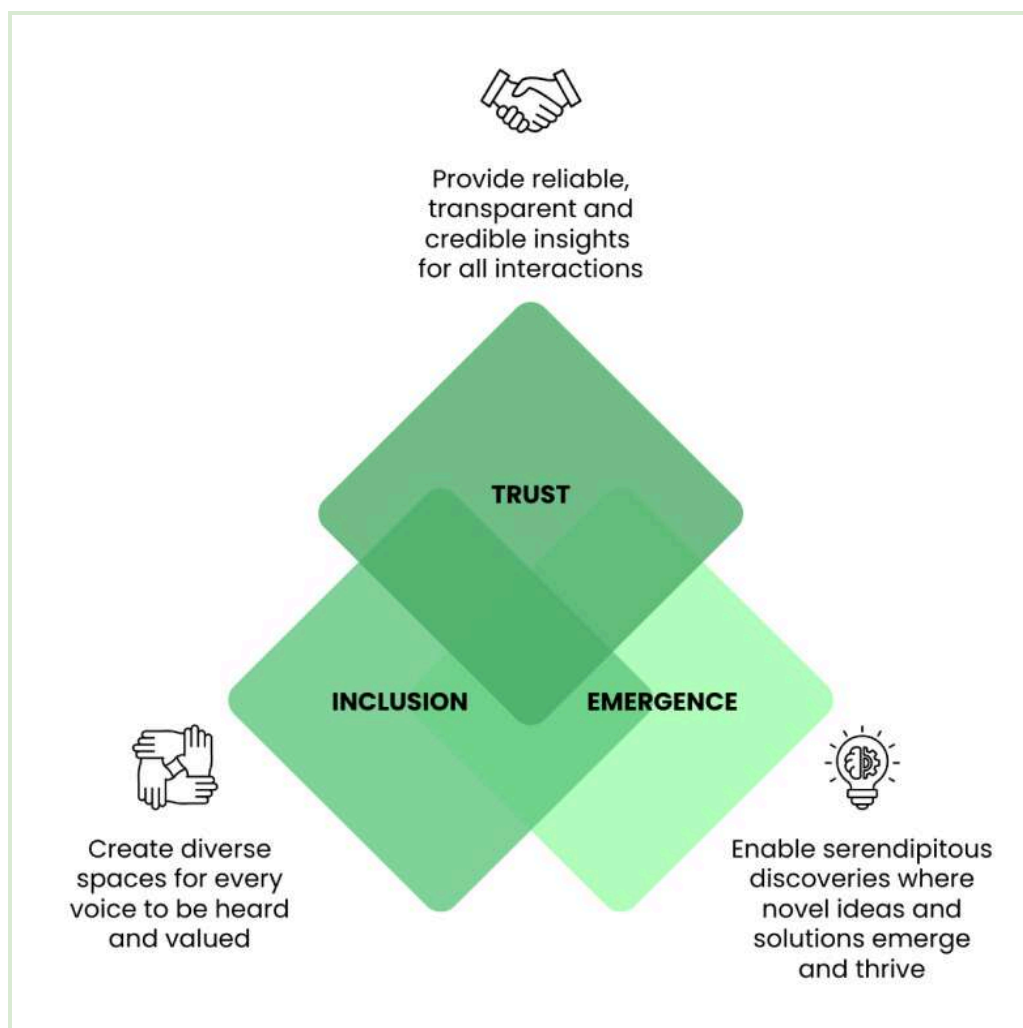 Provide reliable,
transparent and
credible insights
for all interactions
TRUST
INCLUSION
EMERGENCE
Create diverse
spaces for every
voice to be heard
and valued
Enable serendipitous
discoveries where
novel ideas and
solutions emerge
and thrive